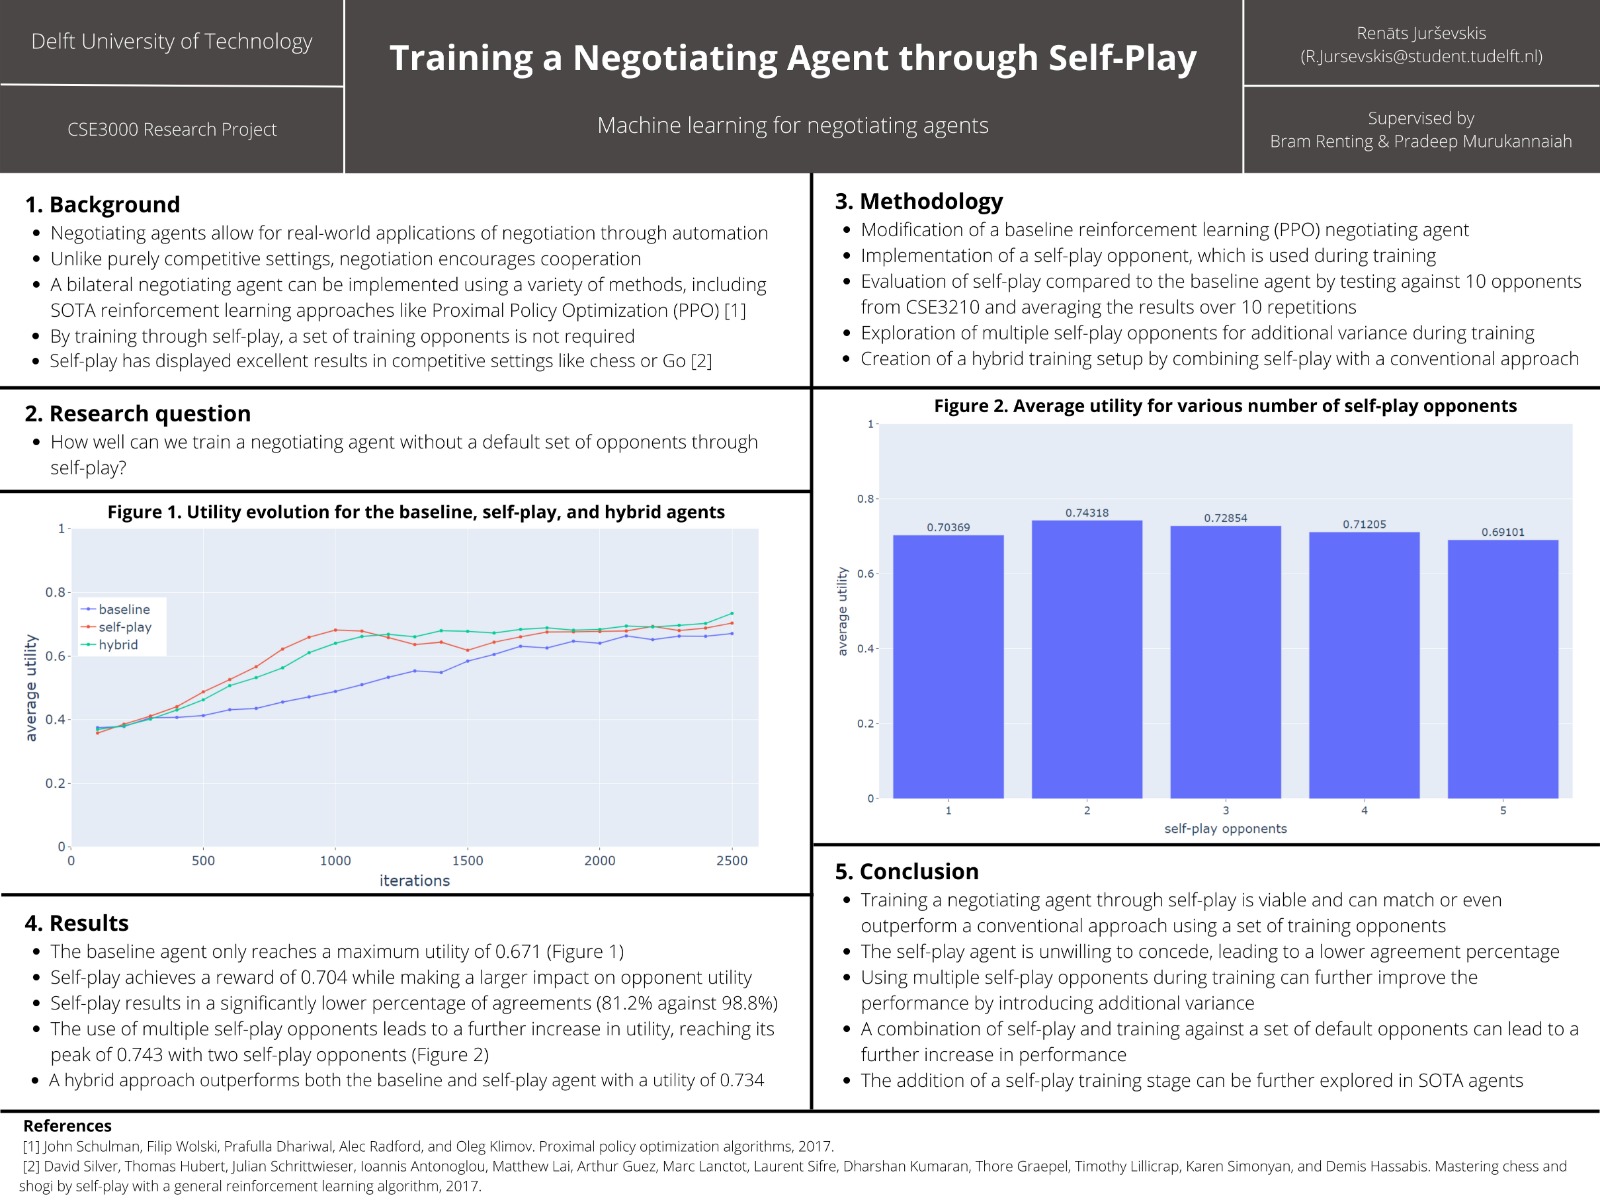 Delft University of Technology
CSE3000 Research Project
Training a Negotiating Agent through Self-Play
Machine learning for negotiating agents
Renāts Jurševskis
(R.Jursevskis@student.tudelft.nl)
Supervised by
Bram Renting & Pradeep Murukannaiah
1. Background
• Negotiating agents allow for real-world applications of negotiation through automation
• Unlike purely competitive settings, negotiation encourages cooperation
• A bilateral negotiating agent can be implemented using a variety of methods, including
SOTA reinforcement learning approaches like Proximal Policy Optimization (PPO) [1]
• By training through self-play, a set of training opponents is not required
• Self-play has displayed excellent results in competitive settings like chess or Go [2]
2. Research question
• How well can we train a negotiating agent without a default set of opponents through
self-play?
Figure 1. Utility evolution for the baseline, self-play, and hybrid agents
1
0.8
0.6
0.4
0.2
0
average utility
baseline
self-play
hybrid
0 500 1000 1500 2000 2500
iterations
4. Results
• The baseline agent only reaches a maximum utility of 0.671 (Figure 1)
• Self-play achieves a reward of 0.704 while making a larger impact on opponent utility
• Self-play results in a significantly lower percentage of agreements (81.2% against 98.8%)
• The use of multiple self-play opponents leads to a further increase in utility, reaching its
peak of 0.743 with two self-play opponents (Figure 2)
• A hybrid approach outperforms both the baseline and self-play agent with a utility of 0.734
3. Methodology
• Modification of a baseline reinforcement learning (PPO) negotiating agent
• Implementation of a self-play opponent, which is used during training
• Evaluation of self-play compared to the baseline agent by testing against 10 opponents
from CSE3210 and averaging the results over 10 repetitions
• Exploration of multiple self-play opponents for additional variance during training
• Creation of a hybrid training setup by combining self-play with a conventional approach
Figure 2. Average utility for various number of self-play opponents
1
0.8
0.6
0.4
0.2
0
average utility
0.70369 0.74318 0.72854 0.71205 0.69101
1 2 3 4 5
self-play opponents
5. Conclusion
• Training a negotiating agent through self-play is viable and can match or even
outperform a conventional approach using a set of training opponents
• The self-play agent is unwilling to concede, leading to a lower agreement percentage
• Using multiple self-play opponents during training can further improve the
performance by introducing additional variance
• A combination of self-play and training against a set of default opponents can lead to a
further increase in performance
• The addition of a self-play training stage can be further explored in SOTA agents
References
[1] John Schulman, Filip Wolski, Prafulla Dhariwal, Alec Radford, and Oleg Klimov. Proximal policy optimization algorithms, 2017.
[2] David Silver, Thomas Hubert, Julian Schrittwieser, Ioannis Antonoglou, Matthew Lai, Arthur Guez, Marc Lanctot, Laurent Sifre, Dharshan Kumaran, Thore Graepel, Timothy Lillicrap, Karen Simonyan, and Demis Hassabis. Mastering chess and
shogi by self-play with a general reinforcement learning algorithm, 2017.